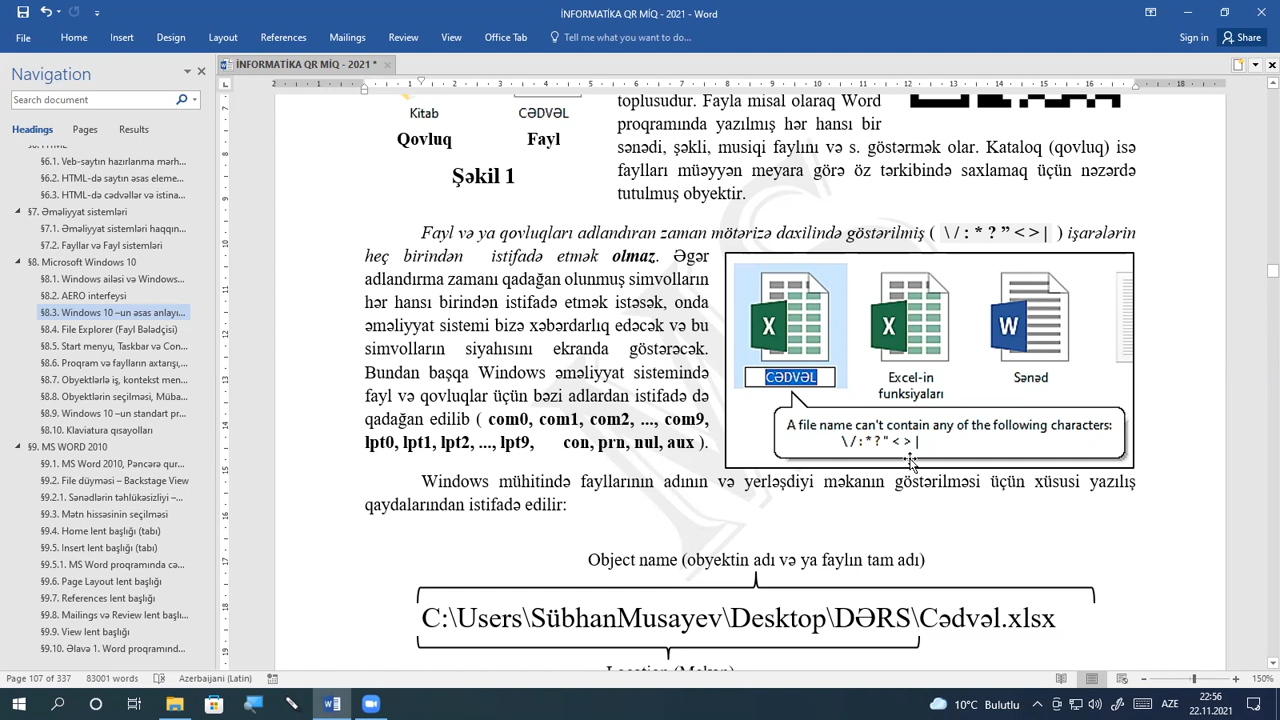 İNFORMATİKA QR MİQ - 2021 - Word
File
Home
Insert
Design
Layout
References
Mailings
Review
View
Office Tab
Tell me what you want to do...
Sign in
Share
Navigation
Search document
Headings
Pages
Results
§6.1. Veb-saytın hazırlanma mərh...
§6.2. HTML-də saytın əsas eleme...
§6.3. HTML-də cədvəllər və istina...
§7. Əməliyyat sistemləri
§7.1. Əməliyyat sistemləri haqqın...
§7.2. Fayllar və Fayl sistemləri
§8. Microsoft Windows 10
§8.1. Windows ailəsi və Windows...
§8.2. AERO interfeysi
§8.3. Windows 10 –un əsas anlayı...
§8.4. File Explorer (Fayl Bələdçisi)
§8.5. Start menyu, Taskbar və Con...
§8.6. Proqram və faylların axtarışı,...
§8.7. Obyektlərlə iş, kontekst men...
§8.8. Obyektlərin seçilməsi, Müba...
§8.9. Windows 10 –un standart pr...
§8.10. Klaviatura qısayolları
§9. MS WORD 2010
§9.1. MS Word 2010, Pəncərə qur...
§9.2. File düyməsi – Backstage View
§9.2.1. Sənədlərin təhlükəsizliyi –...
§9.3. Mətn hissəsinin seçilməsi
§9.4. Home lent başlığı (tabı)
§9.5. Insert lent başlığı (tabı)
§9.5.1. MS Word proqramında cə...
§9.6. Page Layout lent başlığı
§9.7. References lent başlığı
§9.8. Mailings və Review lent başlı...
§9.9. View lent başlığı
§9.10. Əlavə 1. Word proqramınd...
İNFORMATİKA QR MİQ - 2021 *
Kitab
CƏDVƏL
Qovluq
Fayl
Şəkil 1
toplusudur. Fayla misal olaraq Word
proqramında yazılmış hər hansı bir
sənədi, şəkli, musiqi faylını və s. göstərmək olar. Kataloq (qovluq) isə
faylları müəyyən meyara görə öz tərkibində saxlamaq üçün nəzərdə
tutulmuş obyektir.
Fayl və ya qovluqları adlandıran zaman mötərizə daxilində göstərilmiş ( \ / : * ? ” < > | ) işarələrin
heç birindən istifadə etmək olmaz. Əgər
adlandırma zamanı qadağan olunmuş simvolların
hər hansı birindən istifadə etmək istəsək, onda
əməliyyat sistemi bizə xəbərdarlıq edəcək və bu
simvolların siyahısını ekranda göstərəcək.
Bundan başqa Windows əməliyyat sistemində
fayl və qovluqlar üçün bəzi adlardan istifadə də
qadağan edilib ( com0, com1, com2, ..., com9,
lpt0, lpt1, lpt2, ..., lpt9, con, prn, nul, aux ).
CƏDVƏL
Excel-in
funksiyaları
Sənəd
A file name can't contain any of the following characters:
\ / : * ? " < > |
Windows mühitində fayllarının adının və yerləşdiyi məkanın göstərilməsi üçün xüsusi yazılış
qaydalarından istifadə edilir:
Object name (obyektin adı və ya faylın tam adı)
C:\Users\SübhanMusayev\Desktop\DƏRS\Cədvəl.xlsx
Location (Məkan)
Page 107 of 337
83001 words
Azerbaijani (Latin)
150%
10°C Bulutlu
AZE
22:56
22.11.2021